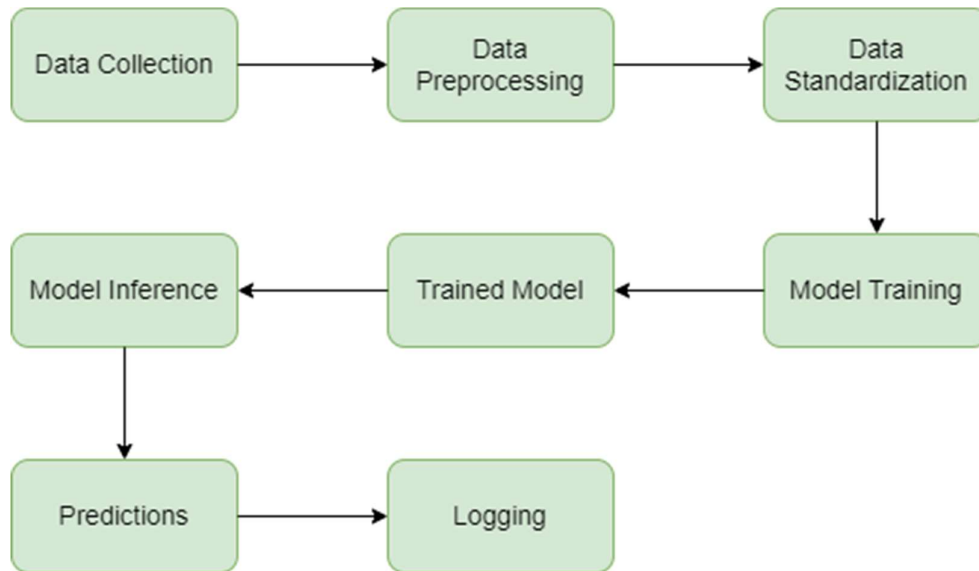 Data Collection
Data
Preprocessing
Data
Standardization
Model Inference
Trained Model
Model Training
Predictions
Logging